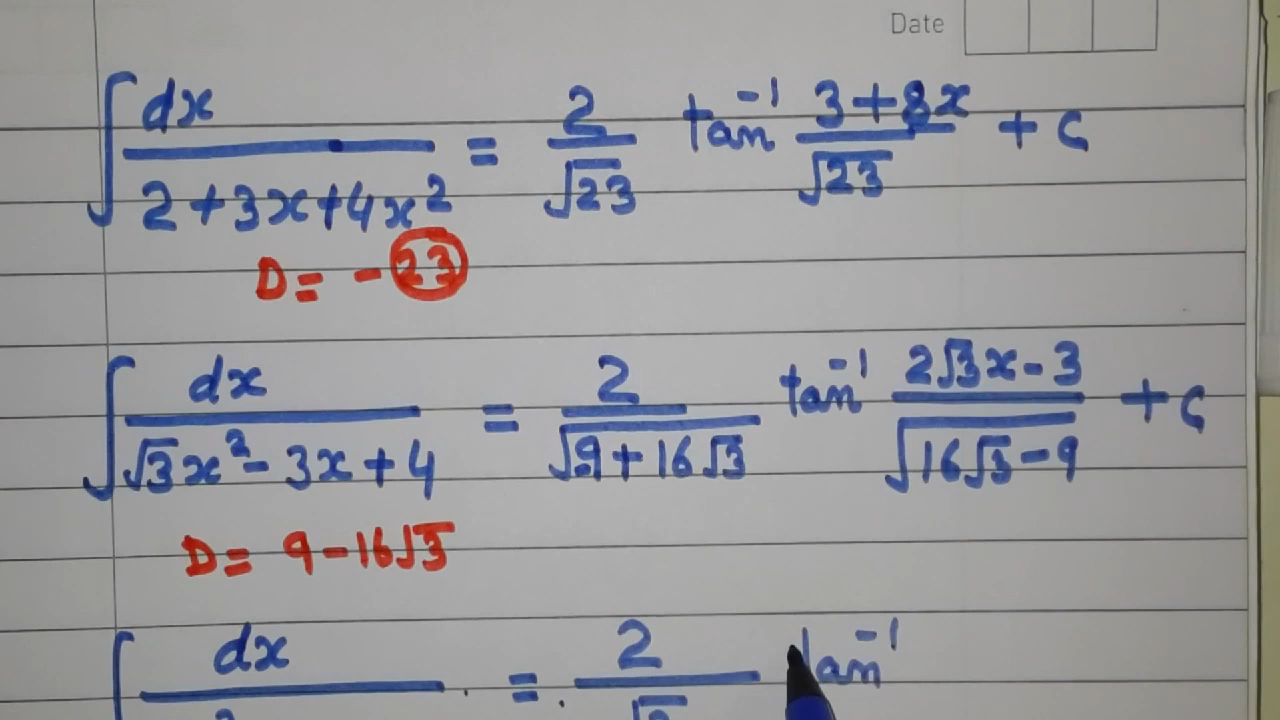 Date
∫ dx / (2+3x+4x²) = 2/√23 tan⁻¹ (3+8x)/√23 + c
D = -23
∫ dx / (√3x² - 3x + 4) = 2/√(9+16√3) tan⁻¹ (2√3x - 3)/√(16√3-9) + c
D = 9-16√3
∫ dx = 2 tan⁻¹